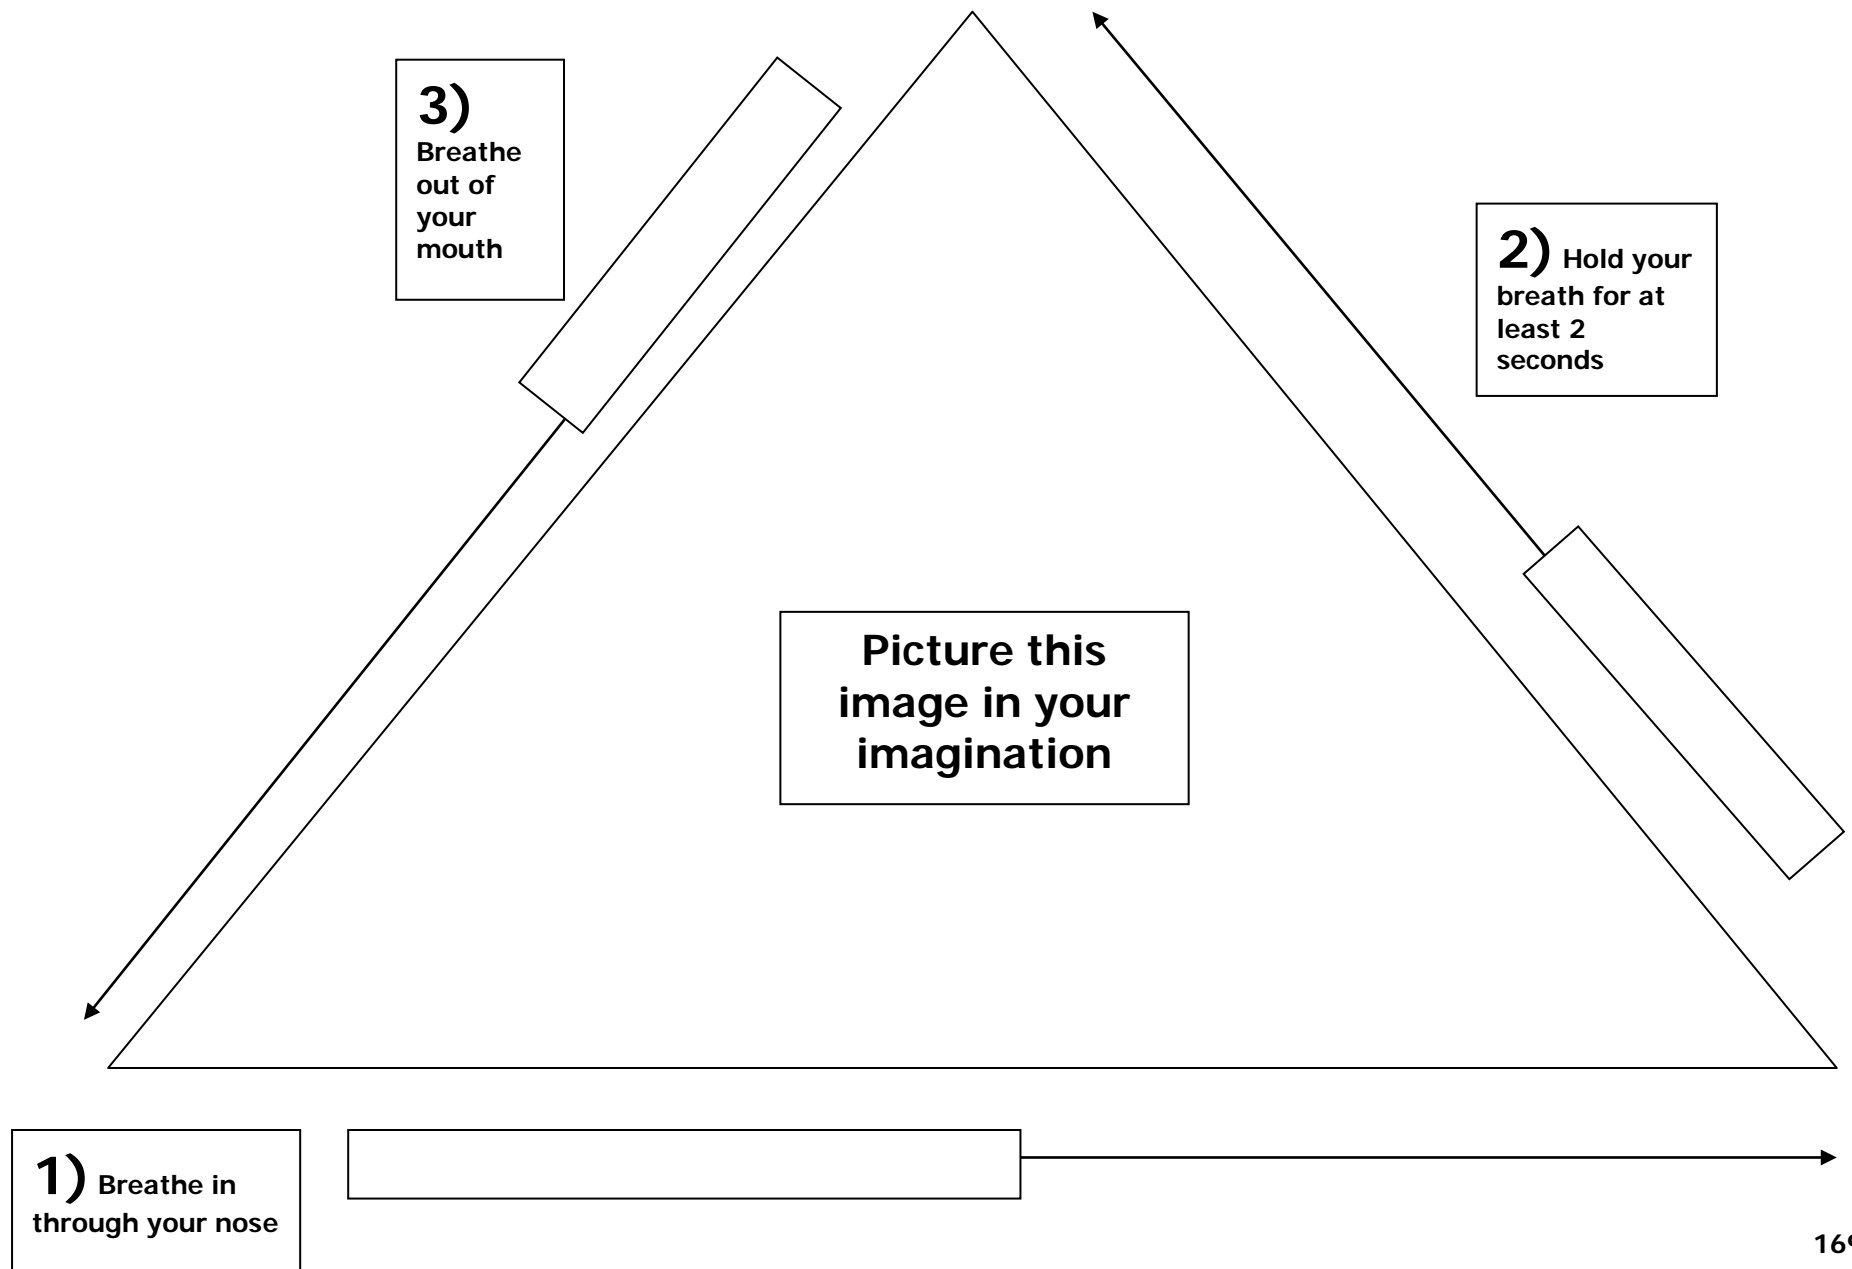 3)
Breathe
out of
your
mouth
2) Hold your
breath for at
least 2
seconds
Picture this
image in your
imagination
1) Breathe in
through your nose